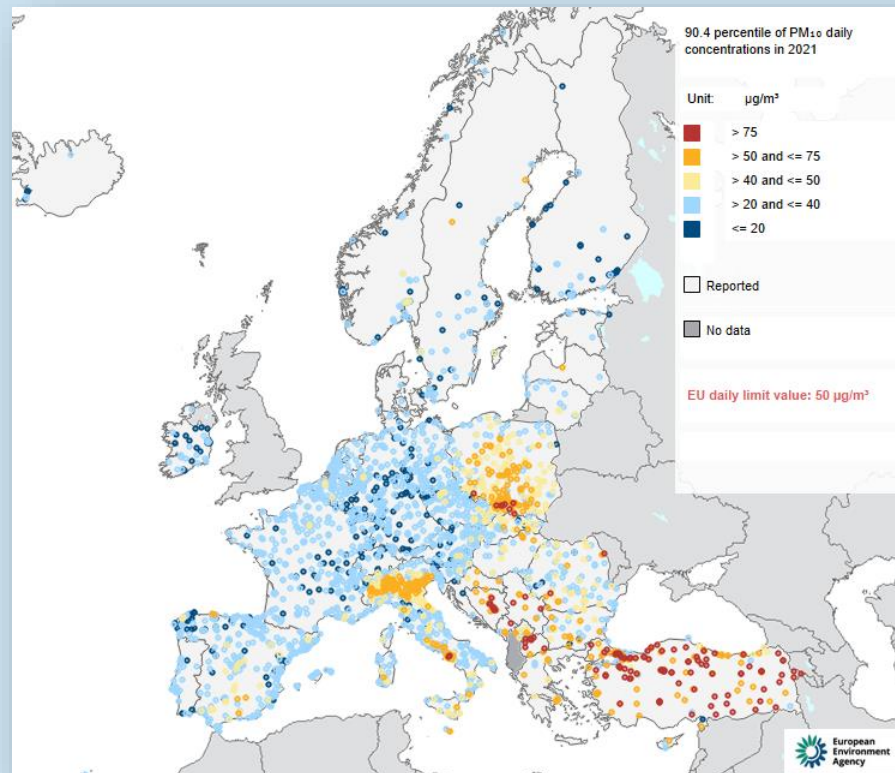 90.4 percentile of PM₁₀ daily
concentrations in 2021
Unit: µg/m³
> 75
> 50 and <= 75
> 40 and <= 50
> 20 and <= 40
<= 20
Reported
No data
EU daily limit value: 50 µg/m³
European
Environment
Agency